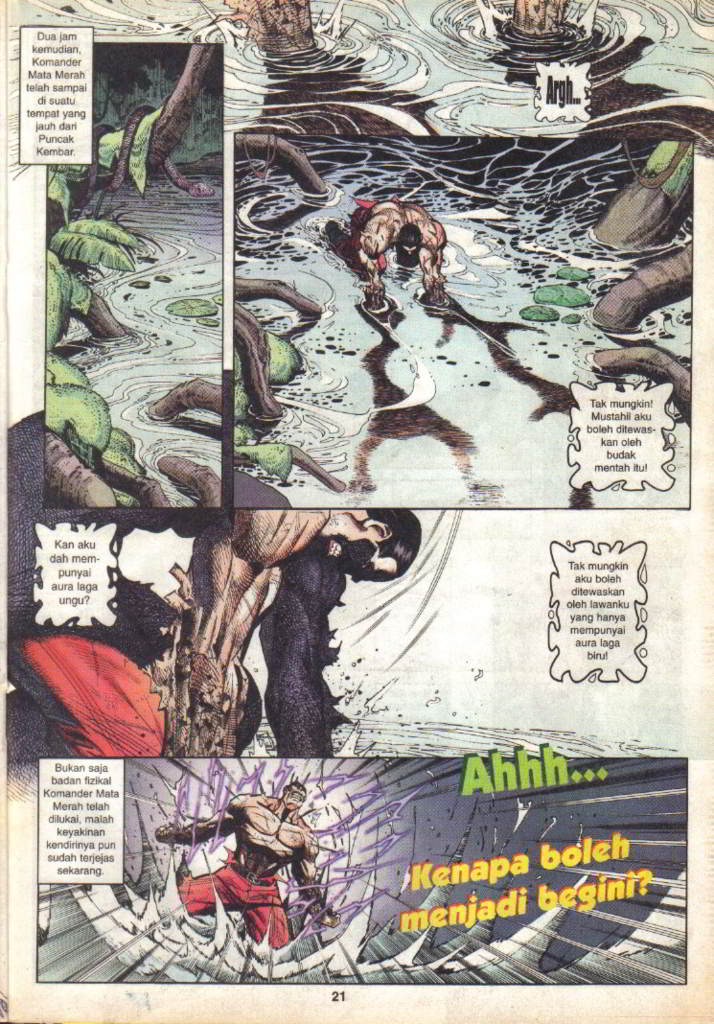 Dua jam
kemudian,
Komander
Mata Merah
telah sampai
di suatu
tempat yang
jauh dari
Puncak
Kembar.
Argh...
Tak mungkin!
Mustahil aku
boleh ditewas-
kan oleh
budak
mentah itu!
Kan aku
dah mem-
punyai
aura laga
ungu?
Tak mungkin
aku boleh
ditewaskan
oleh lawanku
yang hanya
mempunyai
aura laga
biru!
Bukan saja
badan fizikal
Komander Mata
Merah telah
dilukai, malah
keyakinan
kendirinya pun
sudah terjejas
sekarang.
Ahhh...
Kenapa boleh
menjadi begini?
21